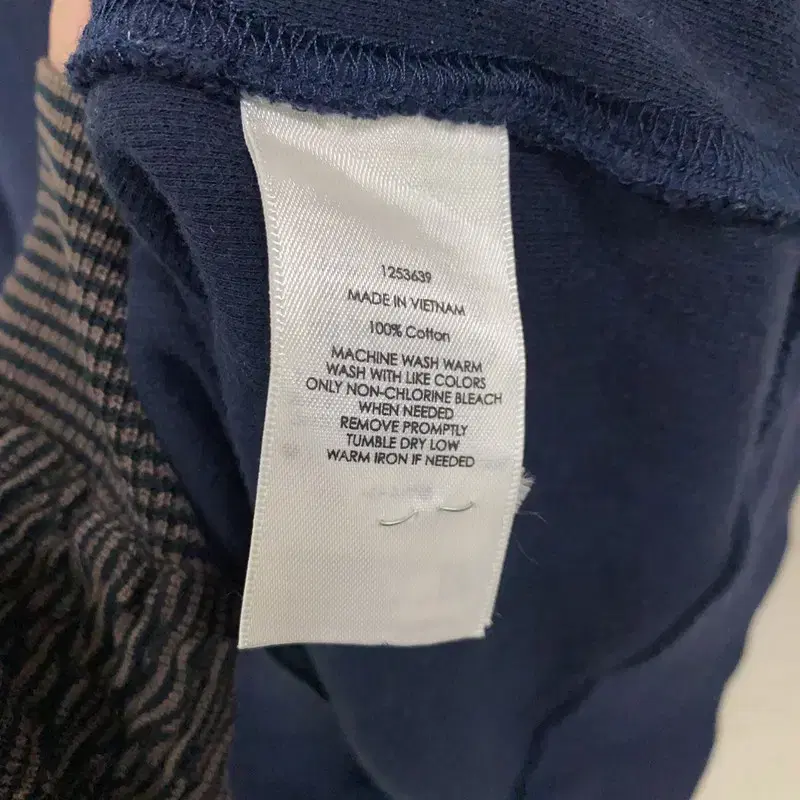 1253639
MADE IN VIETNAM
100% Cotton
MACHINE WASH WARM
WASH WITH LIKE COLORS
ONLY NON-CHLORINE BLEACH
WHEN NEEDED
REMOVE PROMPTLY
TUMBLE DRY LOW
WARM IRON IF NEEDED